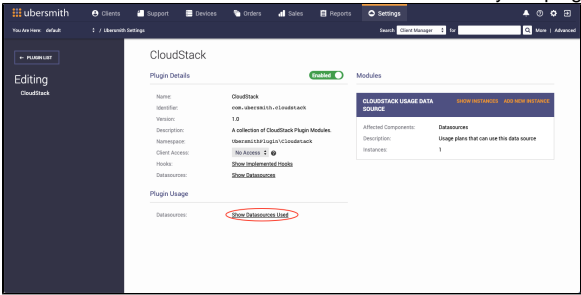 ubersmith Clients Support Devices Orders Sales Reports Settings
You Are Here: default / Ubersmith Settings Search Client Manager for More | Advanced
← PLUGIN LIST
Editing
CloudStack
CloudStack
Plugin Details Enabled
Name: CloudStack
Identifier: com.ubersmith.cloudstack
Version: 1.0
Description: A collection of CloudStack Plugin Modules.
Namespace: UbersmithPlugin\Cloudstack
Client Access: No Access
Hooks: Show Implemented Hooks
Datasources: Show Datasources
Plugin Usage
Datasources: Show Datasources Used
Modules
CLOUDSTACK USAGE DATA SOURCE SHOW INSTANCES ADD NEW INSTANCE
Affected Components: Datasources
Description: Usage plans that can use this data source
Instances: 1